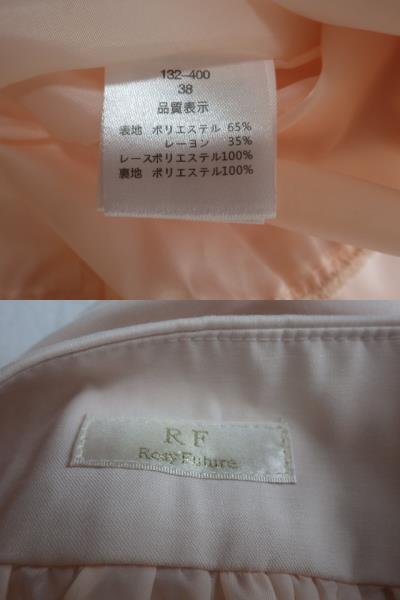 132-400
38
品質表示
表地 ポリエステル 65%
レーヨン 35%
レースポリエステル100%
裏地 ポリエステル100%
RF
Rosy Future